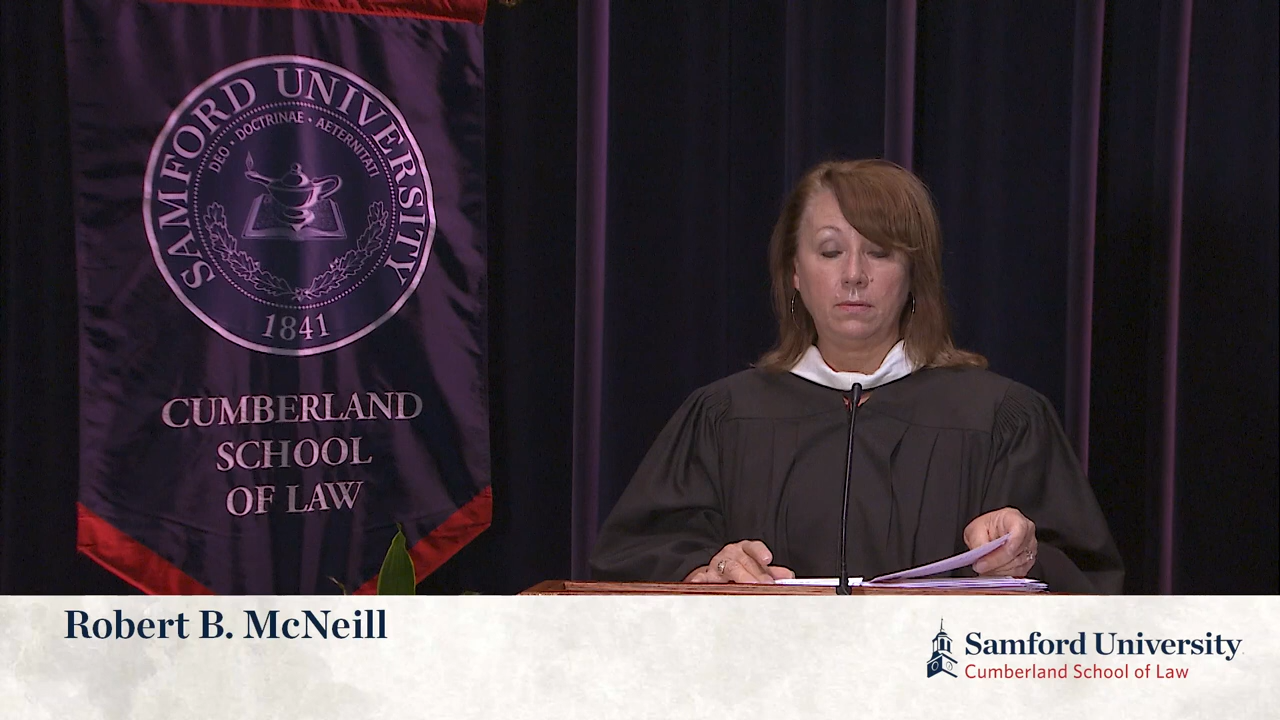 SAMFORD UNIVERSITY
DEO • DOCTRINAE • AETERNITATI
1841
CUMBERLAND
SCHOOL
OF LAW
Robert B. McNeill
Samford University
Cumberland School of Law